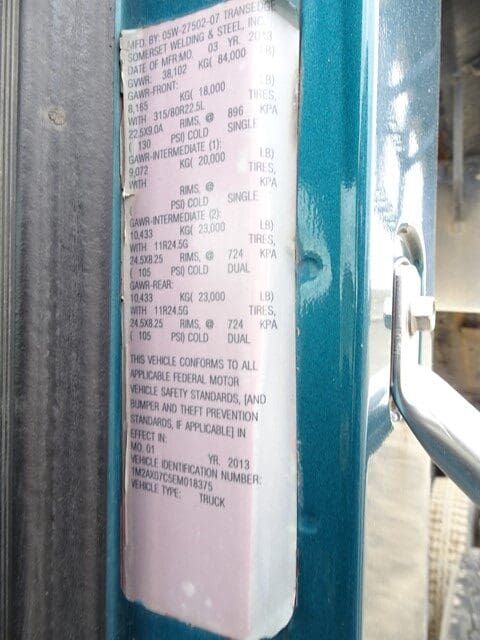 MFD. BY: 05W-27502-07 TRANSEDGE
SOMERSET WELDING & STEEL, INC.
DATE OF MFR:MO. 03 YR. 2013
GVWR: 38,102 KG( 84,000 LB)
GAWR-FRONT:
8,165 KG( 18,000 LB)
WITH 315/80R22.5L TIRES,
22.5X9.0A RIMS, @ 896 KPA
( 130 PSI) COLD SINGLE
GAWR-INTERMEDIATE (1):
9,072 KG( 20,000 LB)
WITH TIRES,
RIMS, @ KPA
( PSI) COLD SINGLE
GAWR-INTERMEDIATE (2):
10,433 KG( 23,000 LB)
WITH 11R24.5G TIRES,
24.5X8.25 RIMS, @ 724 KPA
( 105 PSI) COLD DUAL
GAWR-REAR:
10,433 KG( 23,000 LB)
WITH 11R24.5G TIRES,
24.5X8.25 RIMS, @ 724 KPA
( 105 PSI) COLD DUAL
THIS VEHICLE CONFORMS TO ALL
APPLICABLE FEDERAL MOTOR
VEHICLE SAFETY STANDARDS, [AND
BUMPER AND THEFT PREVENTION
STANDARDS, IF APPLICABLE] IN
EFFECT IN:
MO. 01 YR. 2013
VEHICLE IDENTIFICATION NUMBER:
1M2AX07C5EM018375
VEHICLE TYPE: TRUCK